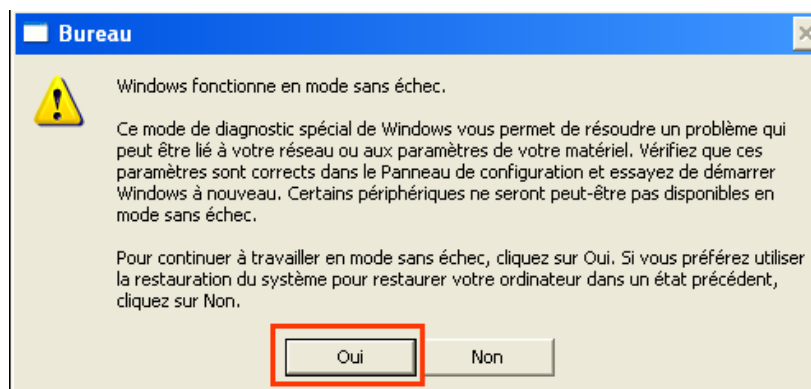 Bureau
Windows fonctionne en mode sans échec.
Ce mode de diagnostic spécial de Windows vous permet de résoudre un problème qui
peut être lié à votre réseau ou aux paramètres de votre matériel. Vérifiez que ces
paramètres sont corrects dans le Panneau de configuration et essayez de démarrer
Windows à nouveau. Certains périphériques ne seront peut-être pas disponibles en
mode sans échec.
Pour continuer à travailler en mode sans échec, cliquez sur Oui. Si vous préférez utiliser
la restauration du système pour restaurer votre ordinateur dans un état précédent,
cliquez sur Non.
Oui Non